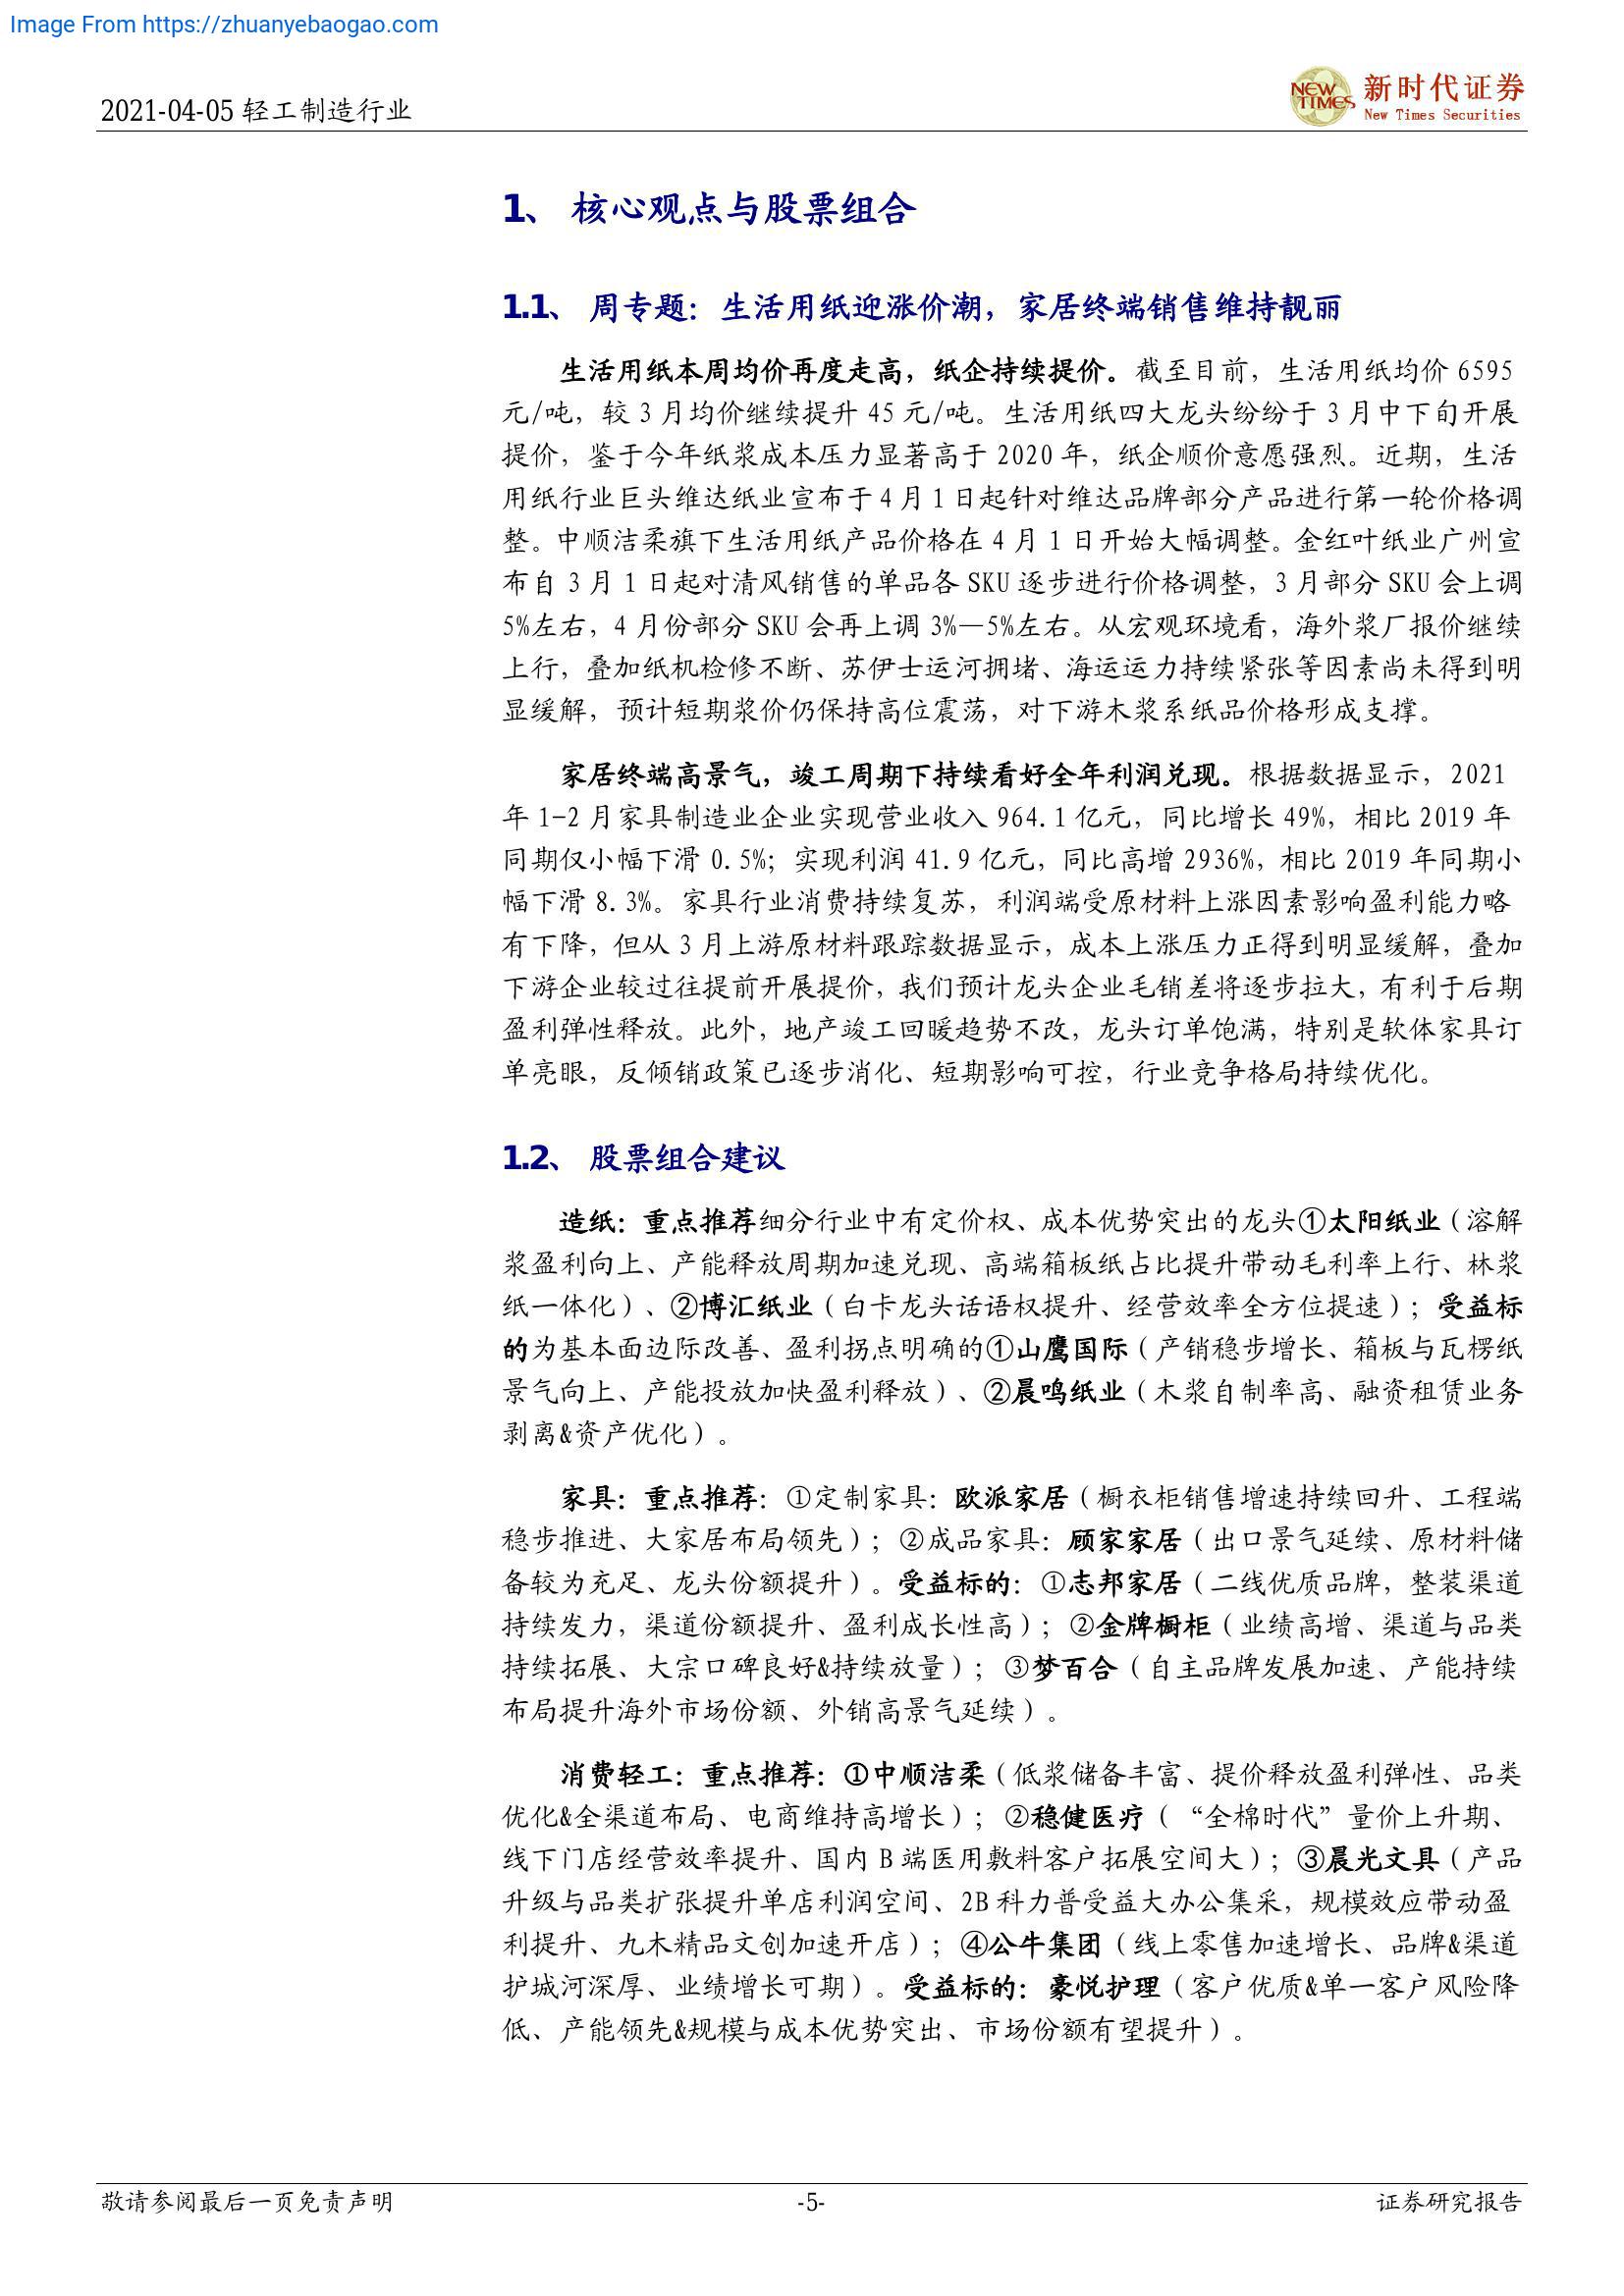 Image From https://zhuanyebaogao.com
2021-04-05 轻工制造行业
NEW TIMES
新时代证券
New Times Securities
1、 核心观点与股票组合
1.1、 周专题：生活用纸迎涨价潮，家居终端销售维持靓丽
生活用纸本周均价再度走高，纸企持续提价。截至目前，生活用纸均价 6595
元/吨，较 3 月均价继续提升 45 元/吨。生活用纸四大龙头纷纷于 3 月中下旬开展
提价，鉴于今年纸浆成本压力显著高于 2020 年，纸企顺价意愿强烈。近期，生活
用纸行业巨头维达纸业宣布于 4 月 1 日起针对维达品牌部分产品进行第一轮价格调
整。中顺洁柔旗下生活用纸产品价格在 4 月 1 日开始大幅调整。金红叶纸业广州宣
布自 3 月 1 日起对清风销售的单品各 SKU 逐步进行价格调整，3 月部分 SKU 会上调
5%左右，4 月份部分 SKU 会再上调 3%—5%左右。从宏观环境看，海外浆厂报价继续
上行，叠加纸机检修不断、苏伊士运河拥堵、海运运力持续紧张等因素尚未得到明
显缓解，预计短期浆价仍保持高位震荡，对下游木浆系纸品价格形成支撑。
家居终端高景气，竣工周期下持续看好全年利润兑现。根据数据显示，2021
年 1-2 月家具制造业企业实现营业收入 964.1 亿元，同比增长 49%，相比 2019 年
同期仅小幅下滑 0.5%；实现利润 41.9 亿元，同比高增 2936%，相比 2019 年同期小
幅下滑 8.3%。家具行业消费持续复苏，利润端受原材料上涨因素影响盈利能力略
有下降，但从 3 月上游原材料跟踪数据显示，成本上涨压力正得到明显缓解，叠加
下游企业较过往提前开展提价，我们预计龙头企业毛销差将逐步拉大，有利于后期
盈利弹性释放。此外，地产竣工回暖趋势不改，龙头订单饱满，特别是软体家具订
单亮眼，反倾销政策已逐步消化、短期影响可控，行业竞争格局持续优化。
1.2、 股票组合建议
造纸：重点推荐细分行业中有定价权、成本优势突出的龙头①太阳纸业（溶解
浆盈利向上、产能释放周期加速兑现、高端箱板纸占比提升带动毛利率上行、林浆
纸一体化）、②博汇纸业（白卡龙头话语权提升、经营效率全方位提速）；受益标
的为基本面边际改善、盈利拐点明确的①山鹰国际（产销稳步增长、箱板与瓦楞纸
景气向上、产能投放加快盈利释放）、②晨鸣纸业（木浆自制率高、融资租赁业务
剥离&资产优化）。
家具：重点推荐：①定制家具：欧派家居（橱衣柜销售增速持续回升、工程端
稳步推进、大家居布局领先）；②成品家具：顾家家居（出口景气延续、原材料储
备较为充足、龙头份额提升）。受益标的：①志邦家居（二线优质品牌，整装渠道
持续发力，渠道份额提升、盈利成长性高）；②金牌橱柜（业绩高增、渠道与品类
持续拓展、大宗口碑良好&持续放量）；③梦百合（自主品牌发展加速、产能持续
布局提升海外市场份额、外销高景气延续）。
消费轻工：重点推荐：①中顺洁柔（低浆储备丰富、提价释放盈利弹性、品类
优化&全渠道布局、电商维持高增长）；②稳健医疗（“全棉时代”量价上升期、
线下门店经营效率提升、国内 B 端医用敷料客户拓展空间大）；③晨光文具（产品
升级与品类扩张提升单店利润空间、2B 科力普受益大办公集采，规模效应带动盈
利提升、九木精品文创加速开店）；④公牛集团（线上零售加速增长、品牌&渠道
护城河深厚、业绩增长可期）。受益标的：豪悦护理（客户优质&单一客户风险降
低、产能领先&规模与成本优势突出、市场份额有望提升）。
敬请参阅最后一页免责声明
-5-
证券研究报告